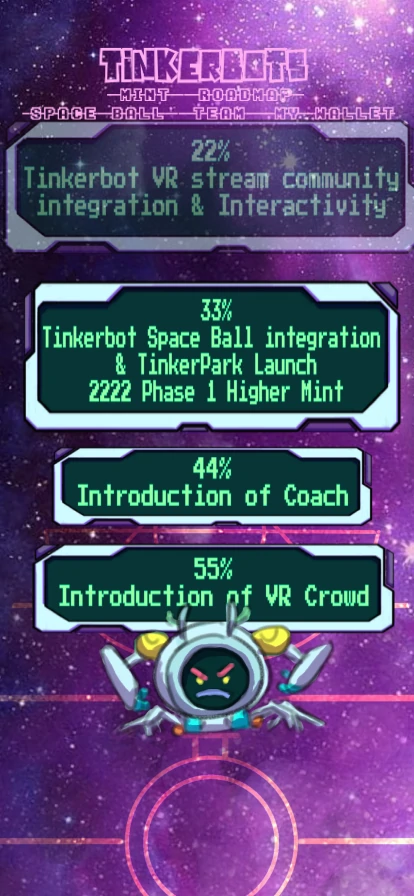 TINKERBOTS
MINT ROADMAP
SPACE BALL TEAM MY WALLET
22%
Tinkerbot VR stream community
integration & Interactivity
33%
Tinkerbot Space Ball integration
& TinkerPark Launch
2222 Phase 1 Higher Mint
44%
Introduction of Coach
55%
Introduction of VR Crowd